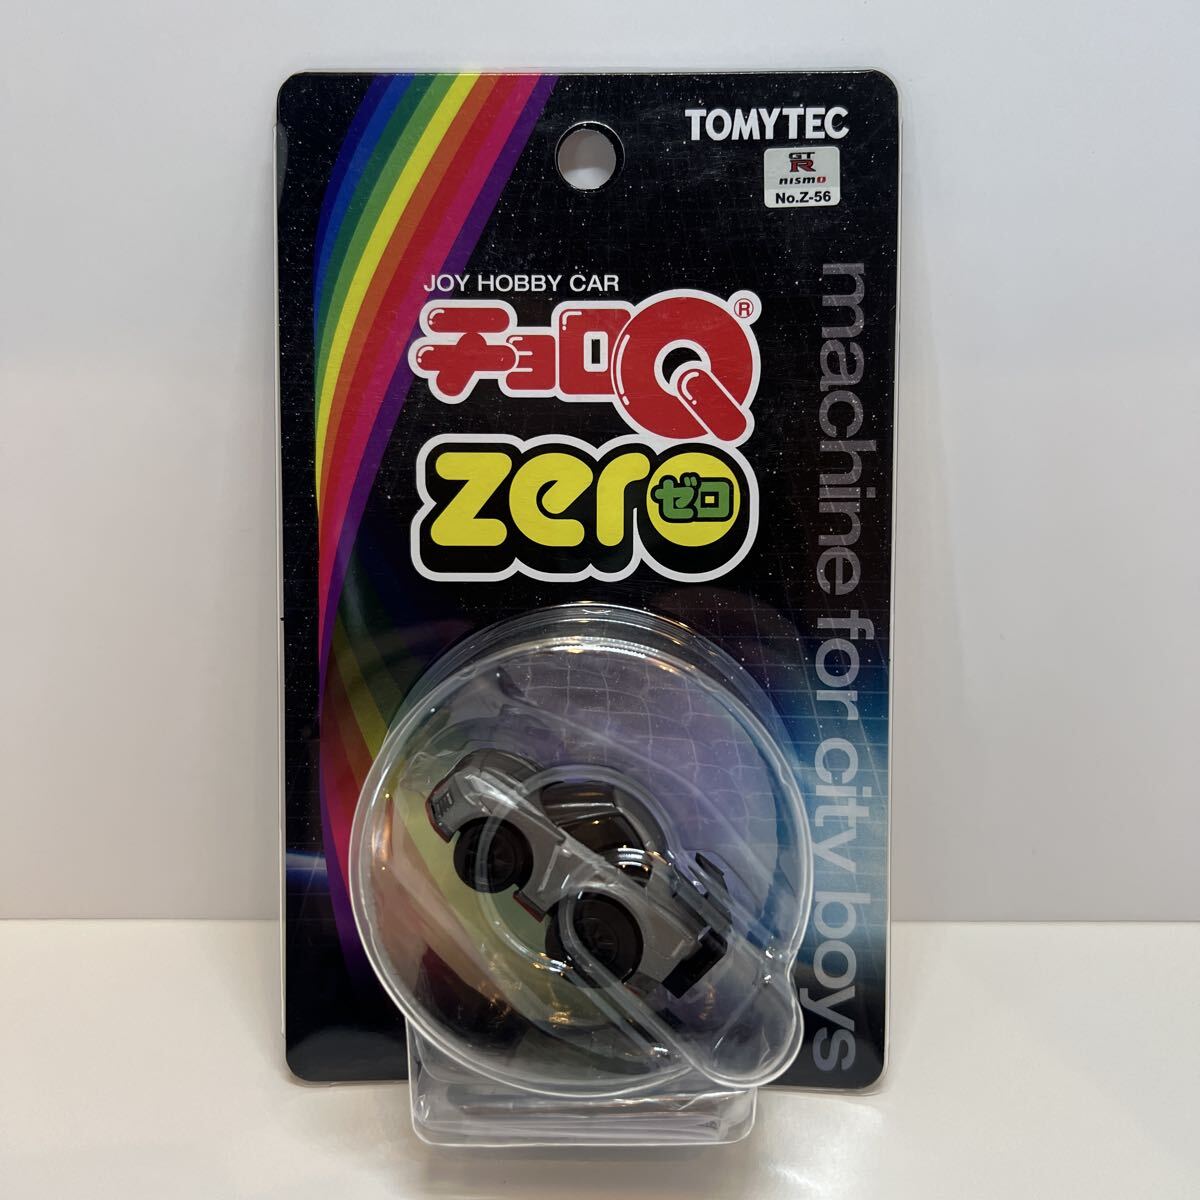 TOMYTEC
GT
R
nismo
No.Z-56
JOY HOBBY CAR
チョロQ®
zero
ゼロ
machine for city boys